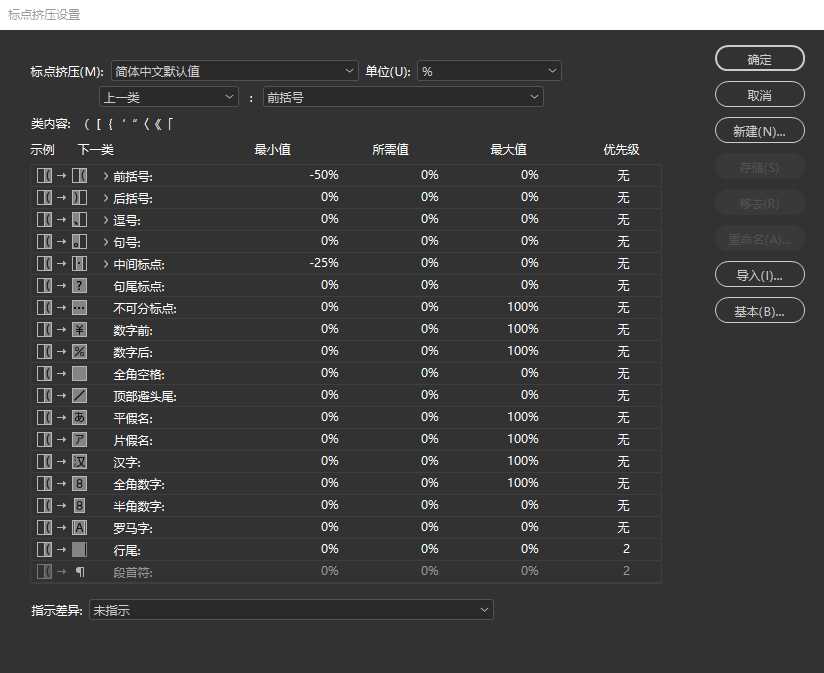 标点挤压设置
标点挤压(M): 简体中文默认值 单位(U): %
上一类 : 前括号
类内容: ( [ { ‘ “ 〈 《 「
示例 下一类 最小值 所需值 最大值 优先级
前括号: -50% 0% 0% 无
后括号: 0% 0% 0% 无
逗号: 0% 0% 0% 无
句号: 0% 0% 0% 无
中间标点: -25% 0% 0% 无
? 句尾标点: 0% 0% 0% 无
… 不可分标点: 0% 0% 100% 无
¥ 数字前: 0% 0% 100% 无
% 数字后: 0% 0% 100% 无
全角空格: 0% 0% 0% 无
顶部避头尾: 0% 0% 0% 无
あ 平假名: 0% 0% 100% 无
ア 片假名: 0% 0% 100% 无
汉 汉字: 0% 0% 100% 无
8 全角数字: 0% 0% 100% 无
8 半角数字: 0% 0% 0% 无
A 罗马字: 0% 0% 0% 无
行尾: 0% 0% 0% 2
¶ 段首符: 0% 0% 0% 2
指示差异: 未指示
确定
取消
新建(N)...
存储(S)
移去(R)
重命名(A)...
导入(I)...
基本(B)...